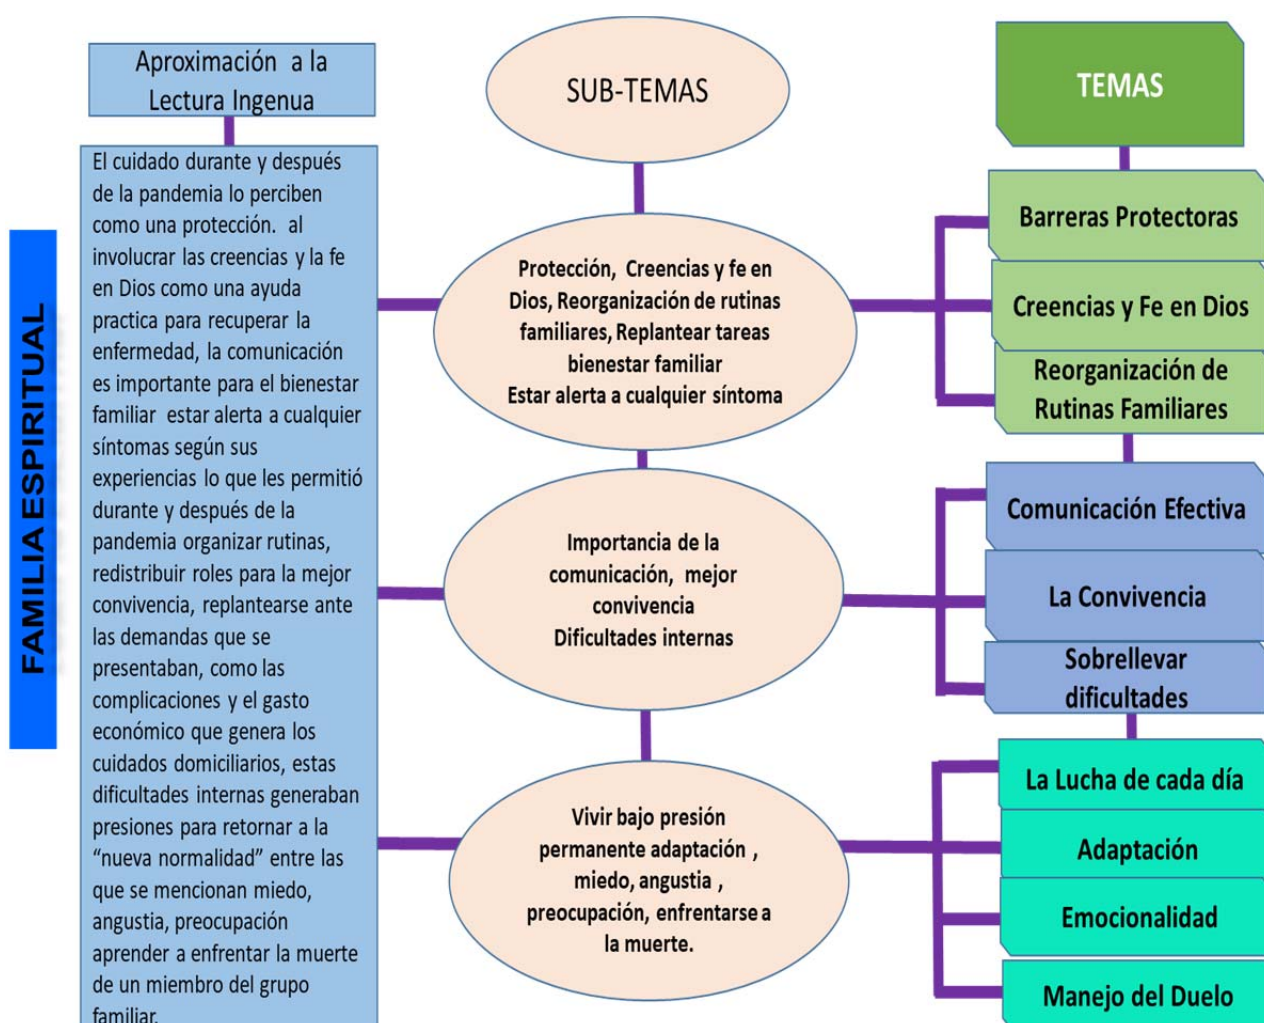 FAMILIA ESPIRITUAL
Aproximación a la
Lectura Ingenua
El cuidado durante y después
de la pandemia lo perciben
como una protección. al
involucrar las creencias y la fe
en Dios como una ayuda
practica para recuperar la
enfermedad, la comunicación
es importante para el bienestar
familiar estar alerta a cualquier
síntomas según sus
experiencias lo que les permitió
durante y después de la
pandemia organizar rutinas,
redistribuir roles para la mejor
convivencia, replantearse ante
las demandas que se
presentaban, como las
complicaciones y el gasto
económico que genera los
cuidados domiciliarios, estas
dificultades internas generaban
presiones para retornar a la
“nueva normalidad” entre las
que se mencionan miedo,
angustia, preocupación
aprender a enfrentar la muerte
de un miembro del grupo
familiar.
SUB-TEMAS
Protección, Creencias y fe en
Dios, Reorganización de rutinas
familiares, Replantear tareas
bienestar familiar
Estar alerta a cualquier síntoma
Importancia de la
comunicación, mejor
convivencia
Dificultades internas
Vivir bajo presión
permanente adaptación ,
miedo, angustia ,
preocupación, enfrentarse a
la muerte.
TEMAS
Barreras Protectoras
Creencias y Fe en Dios
Reorganización de
Rutinas Familiares
Comunicación Efectiva
La Convivencia
Sobrellevar
dificultades
La Lucha de cada día
Adaptación
Emocionalidad
Manejo del Duelo